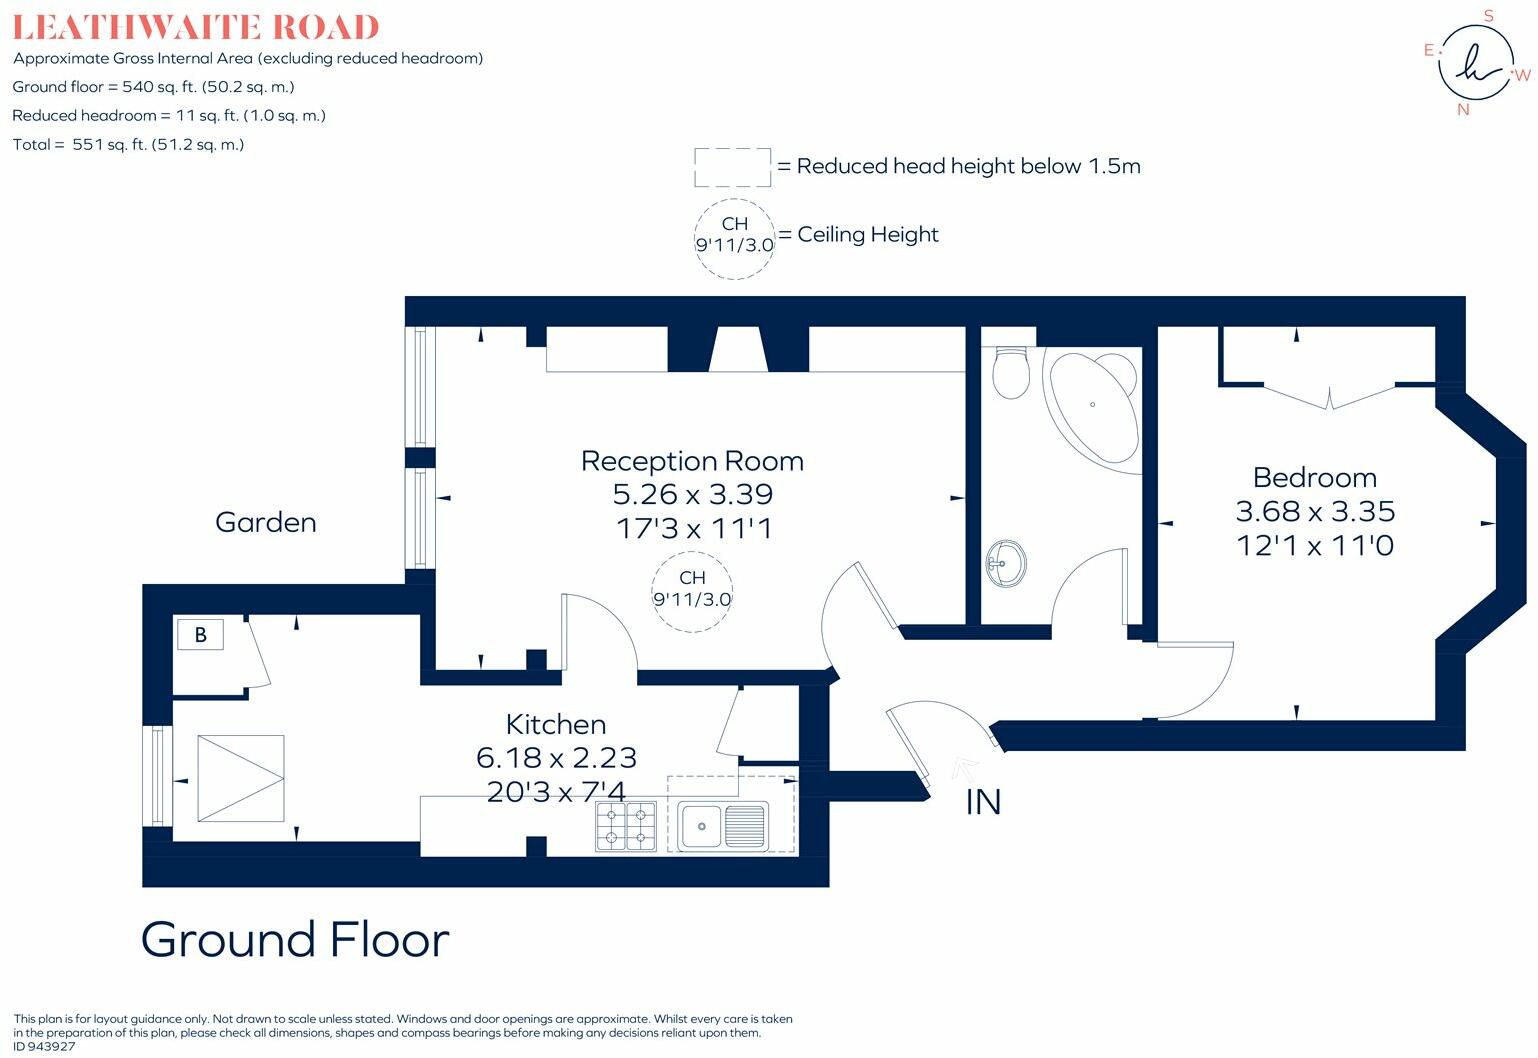 LEATHWAITE ROAD
Approximate Gross Internal Area (excluding reduced headroom)
Ground floor = 540 sq. ft. (50.2 sq. m.)
Reduced headroom = 11 sq. ft. (1.0 sq. m.)
Total = 551 sq. ft. (51.2 sq. m.)
S
E
W
N
= Reduced head height below 1.5m
CH
9'11/3.0
= Ceiling Height
Reception Room
5.26 x 3.39
17'3 x 11'1
CH
9'11/3.0
Bedroom
3.68 x 3.35
12'1 x 11'0
Garden
B
Kitchen
6.18 x 2.23
20'3 x 7'4
IN
Ground Floor
This plan is for layout guidance only. Not drawn to scale unless stated. Windows and door openings are approximate. Whilst every care is taken
in the preparation of this plan, please check all dimensions, shapes and compass bearings before making any decisions reliant upon them.
ID 943927